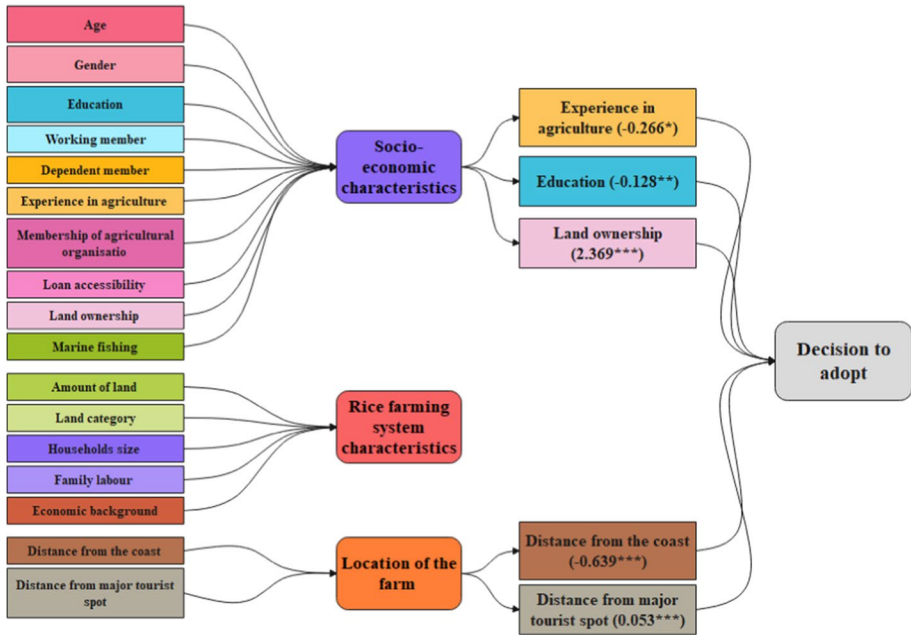 Age
Gender
Education
Working member
Dependent member
Experience in agriculture
Membership of agricultural
organisatio
Loan accessibility
Land ownership
Marine fishing
Amount of land
Land category
Households size
Family labour
Economic background
Distance from the coast
Distance from major tourist
spot
Socio-
economic
characteristics
Rice farming
system
characteristics
Location of the
farm
Experience in
agriculture (-0.266*)
Education (-0.128**)
Land ownership
(2.369***)
Distance from the coast
(-0.639***)
Distance from major
tourist spot (0.053***)
Decision to
adopt